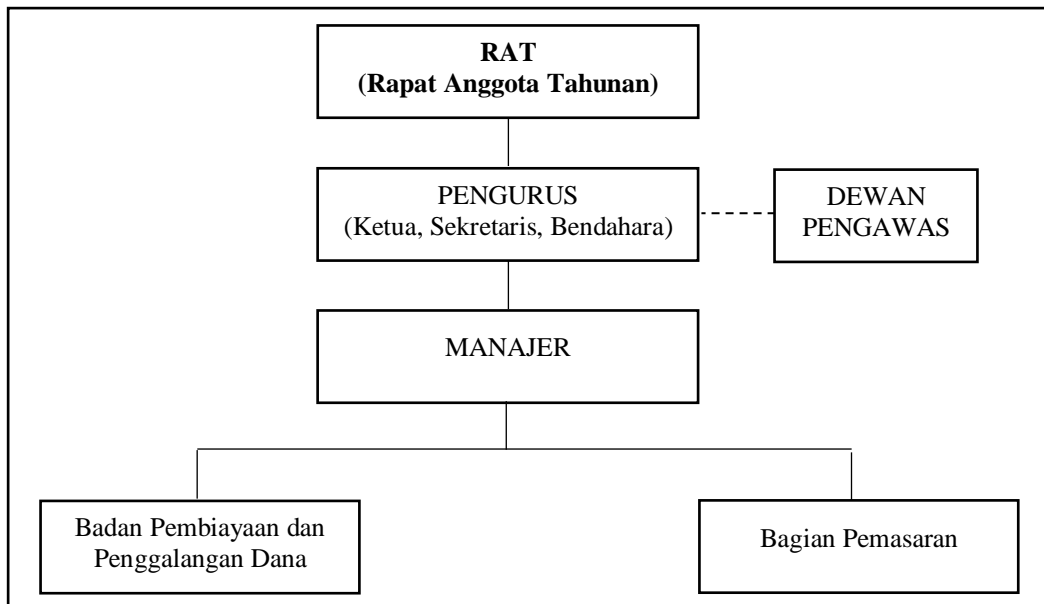 RAT
(Rapat Anggota Tahunan)
PENGURUS
(Ketua, Sekretaris, Bendahara)
DEWAN
PENGAWAS
MANAJER
Badan Pembiayaan dan
Penggalangan Dana
Bagian Pemasaran